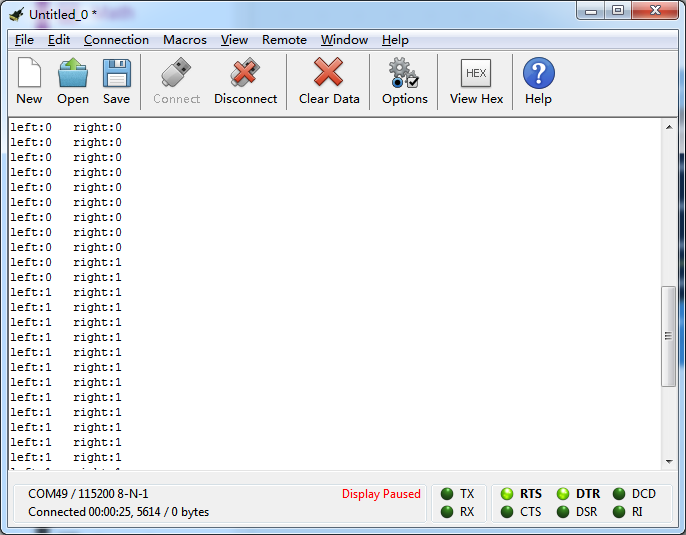 Untitled_0 *
File Edit Connection Macros View Remote Window Help
New Open Save Connect Disconnect Clear Data Options HEX View Hex Help
left:0 right:0
left:0 right:0
left:0 right:0
left:0 right:0
left:0 right:0
left:0 right:0
left:0 right:0
left:0 right:0
left:0 right:0
left:0 right:1
left:0 right:1
left:1 right:1
left:1 right:1
left:1 right:1
left:1 right:1
left:1 right:1
left:1 right:1
left:1 right:1
left:1 right:1
left:1 right:1
left:1 right:1
left:1 right:1
left:1 right:1
COM49 / 115200 8-N-1 Display Paused TX RTS DTR DCD
Connected 00:00:25, 5614 / 0 bytes RX CTS DSR RI